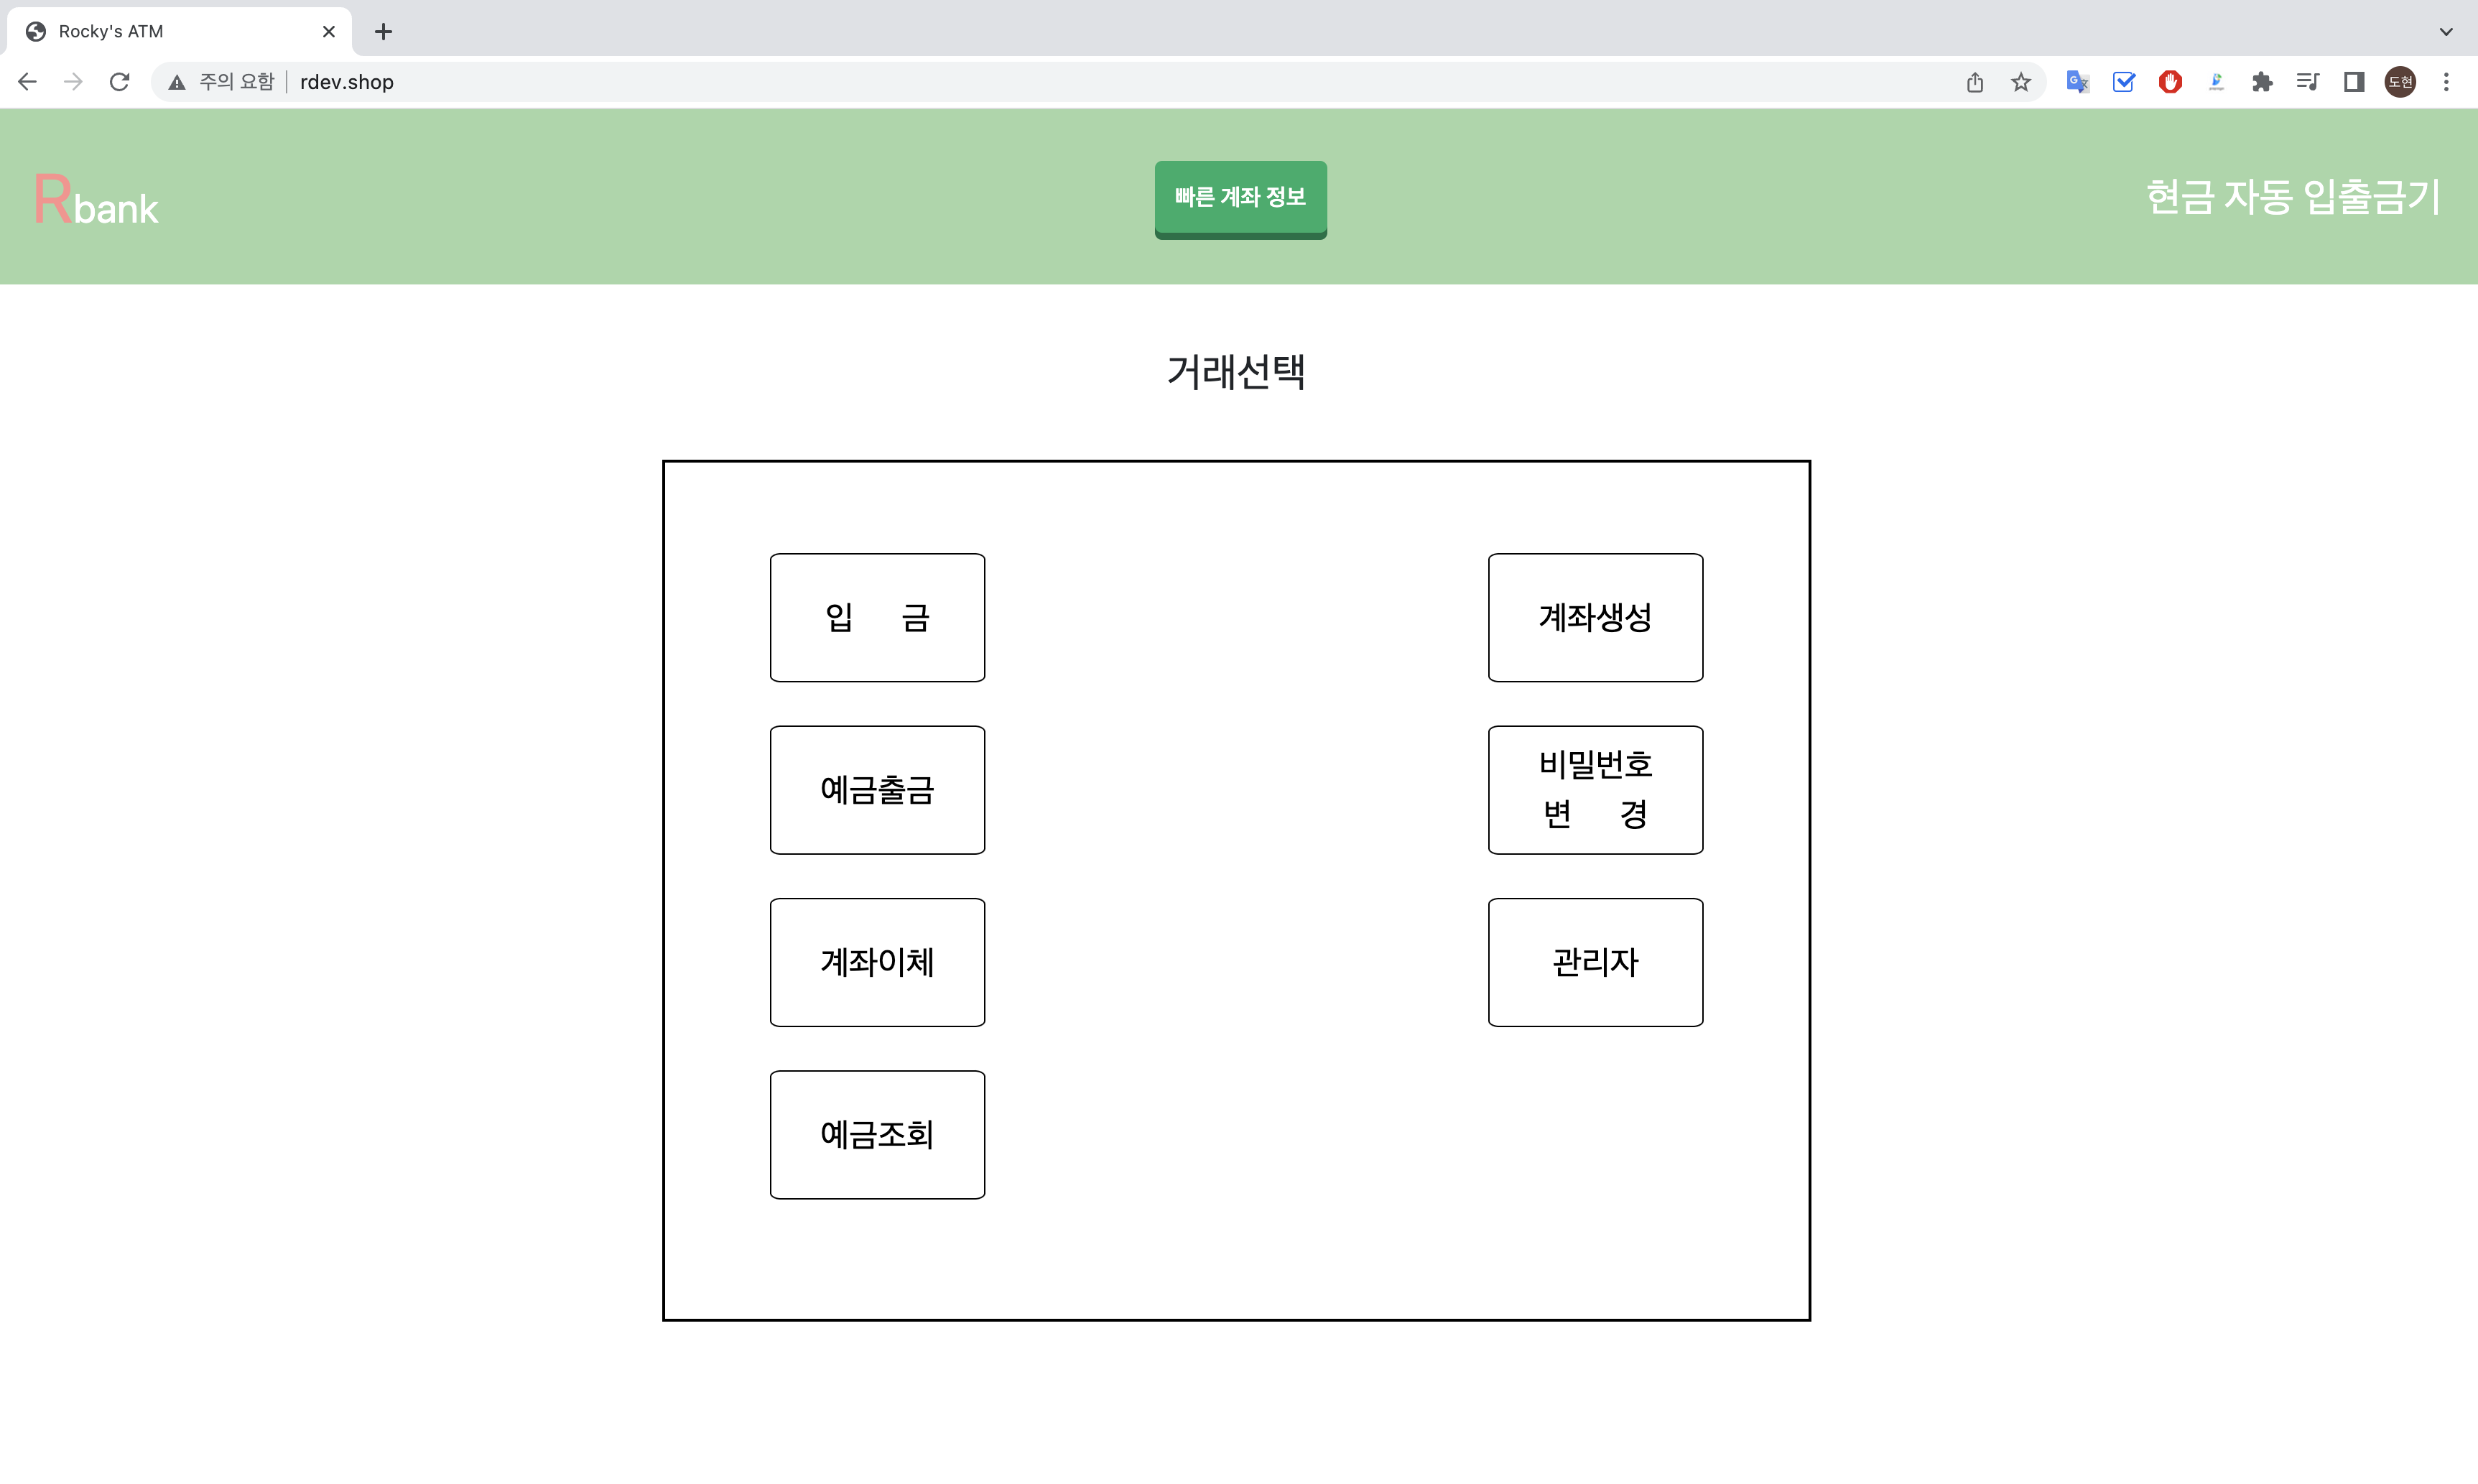 Rocky's ATM
주의 요함 rdev.shop
도현
Rbank
빠른 계좌 정보
현금 자동 입출금기
거래선택
입 금
계좌생성
예금출금
비밀번호
변 경
계좌이체
관리자
예금조회